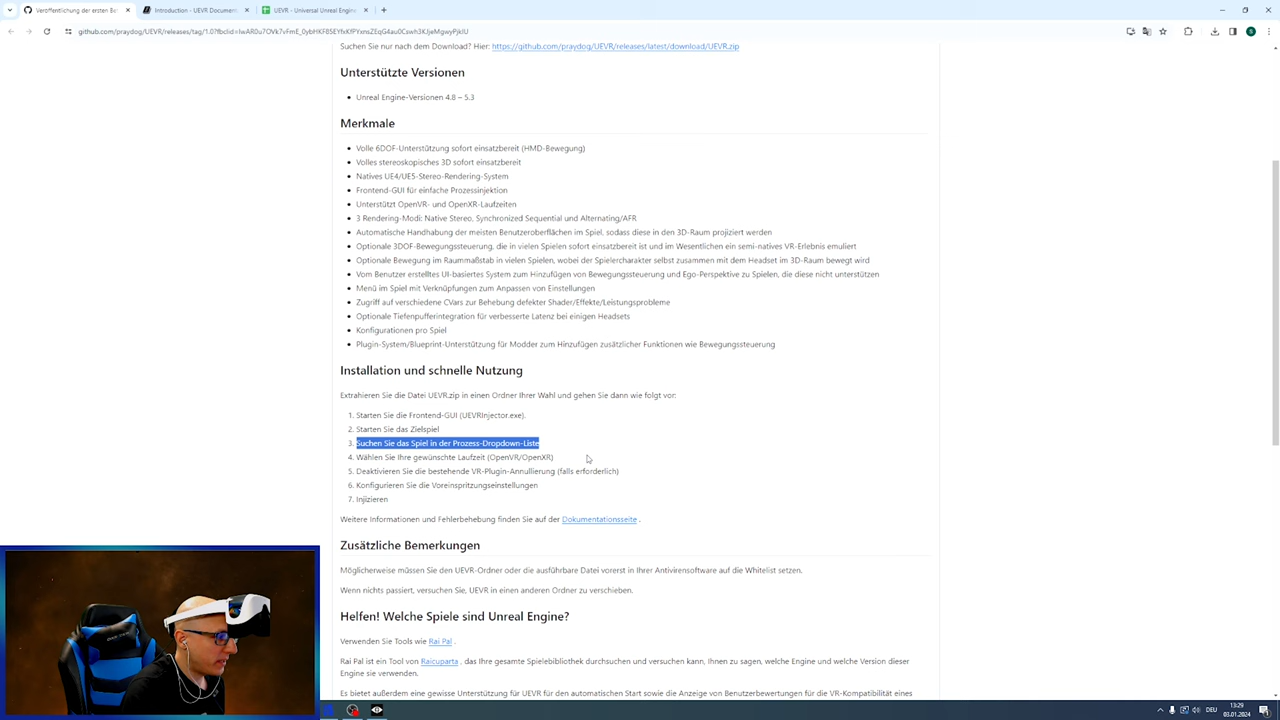 Veröffentlichung der ersten Be
Introduction - UEVR Document
UEVR - Universal Unreal Engine
github.com/praydog/UEVR/releases/tag/1.0?fbclid=
Suchen Sie nur nach dem Download? Hier: https://github.com/praydog/UEVR/releases/latest/download/UEVR.zip
Unterstützte Versionen
Unreal Engine-Versionen 4.8 – 5.3
Merkmale
Volle 6DOF-Unterstützung sofort einsatzbereit (HMD-Bewegung)
Volles stereoskopisches 3D sofort einsatzbereit
Natives UE4/UE5-Stereo-Rendering-System
Frontend-GUI für einfache Prozessinjektion
Unterstützt OpenVR- und OpenXR-Laufzeiten
3 Rendering-Modi: Native Stereo, Synchronized Sequential und Alternating/AFR
Automatische Handhabung der meisten Benutzeroberflächen im Spiel, sodass diese in den 3D-Raum projiziert werden
Optionale 3DOF-Bewegungssteuerung, die in vielen Spielen sofort einsatzbereit ist und im Wesentlichen ein semi-natives VR-Erlebnis emuliert
Optionale Bewegung im Raummaßstab in vielen Spielen, wobei der Spielercharakter selbst zusammen mit dem Headset im 3D-Raum bewegt wird
Vom Benutzer erstelltes UI-basiertes System zum Hinzufügen von Bewegungssteuerung und Ego-Perspektive zu Spielen, die diese nicht unterstützen
Menü im Spiel mit Verknüpfungen zum Anpassen von Einstellungen
Zugriff auf verschiedene CVars zur Behebung defekter Shader/Effekte/Leistungsprobleme
Optionale Tiefenpufferintegration für verbesserte Latenz bei einigen Headsets
Konfigurationen pro Spiel
Plugin-System/Blueprint-Unterstützung für Modder zum Hinzufügen zusätzlicher Funktionen wie Bewegungssteuerung
Installation und schnelle Nutzung
Extrahieren Sie die Datei UEVR.zip in einen Ordner Ihrer Wahl und gehen Sie dann wie folgt vor:
1. Starten Sie die Frontend-GUI (UEVRInjector.exe).
2. Starten Sie das Zielspiel
3. Suchen Sie das Spiel in der Prozess-Dropdown-Liste
4. Wählen Sie Ihre gewünschte Laufzeit (OpenVR/OpenXR)
5. Deaktivieren Sie die bestehende VR-Plugin-Annullierung (falls erforderlich)
6. Konfigurieren Sie die Voreinspritzungseinstellungen
7. Injizieren
Weitere Informationen und Fehlerbehebung finden Sie auf der Dokumentationsseite .
Zusätzliche Bemerkungen
Möglicherweise müssen Sie den UEVR-Ordner oder die ausführbare Datei vorerst in Ihrer Antivirensoftware auf die Whitelist setzen.
Wenn nichts passiert, versuchen Sie, UEVR in einen anderen Ordner zu verschieben.
Helfen! Welche Spiele sind Unreal Engine?
Verwenden Sie Tools wie Rai Pal .
Rai Pal ist ein Tool von Raicuparta , das Ihre gesamte Spielebibliothek durchsuchen und versuchen kann, Ihnen zu sagen, welche Engine und welche Version dieser
Engine sie verwenden.
Es bietet außerdem eine gewisse Unterstützung für UEVR für den automatischen Start sowie die Anzeige von Benutzerbewertungen für die VR-Kompatibilität eines
DEU
13:29
03.01.2024